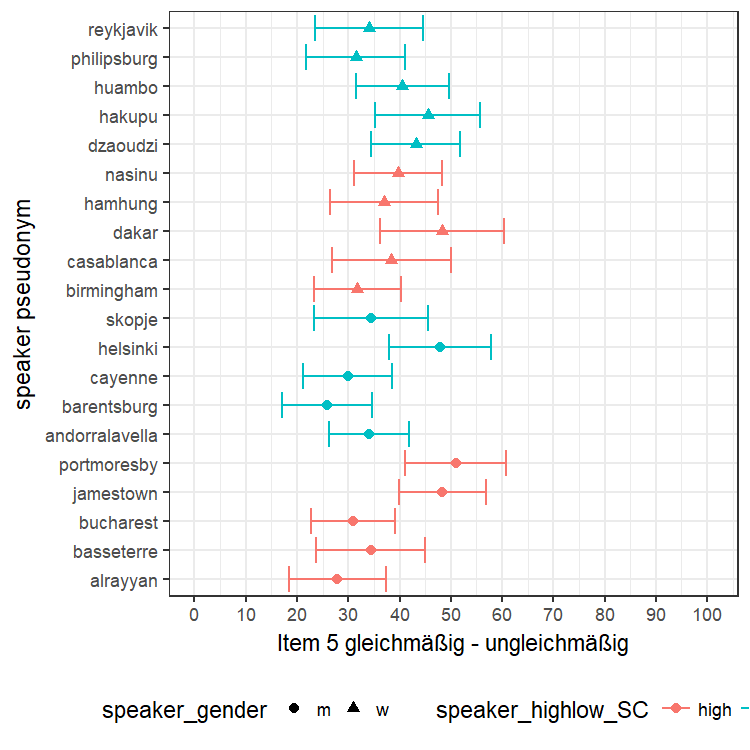 reykjavik
philipsburg
huambo
hakupu
dzaoudzi
nasinu
hamhung
dakar
casablanca
birmingham
skopje
helsinki
cayenne
barentsburg
andorralavella
portmoresby
jamestown
bucharest
basseterre
alrayyan
speaker pseudonym
0 10 20 30 40 50 60 70 80 90 100
Item 5 gleichmäßig - ungleichmäßig
speaker_gender m w speaker_highlow_SC high